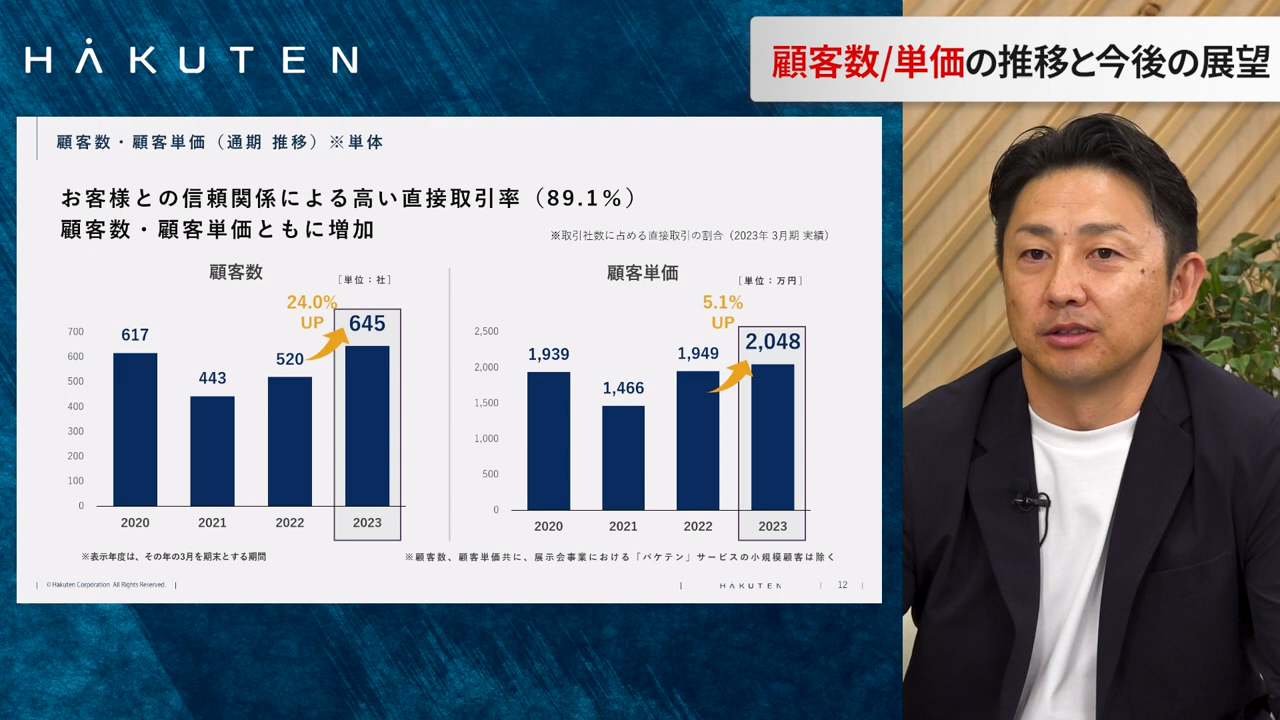 HAKUTEN
顧客数/単価の推移と今後の展望
顧客数・顧客単価（通期 推移）※単体
お客様との信頼関係による高い直接取引率（89.1%）
顧客数・顧客単価ともに増加
※取引社数に占める直接取引の割合（2023年 3月期 実績）
顧客数
［単位：社］
24.0%
UP
700
600
500
400
300
200
100
0
617
443
520
645
2020
2021
2022
2023
顧客単価
［単位：万円］
5.1%
UP
2,500
2,000
1,500
1,000
500
0
1,939
1,466
1,949
2,048
2020
2021
2022
2023
※表示年度は、その年の3月を期末とする期間
※顧客数、顧客単価共に、展示会事業における「パケテン」サービスの小規模顧客は除く
| © Hakuten Corporation. All Rights Reserved. |
| HAKUTEN | 12 |